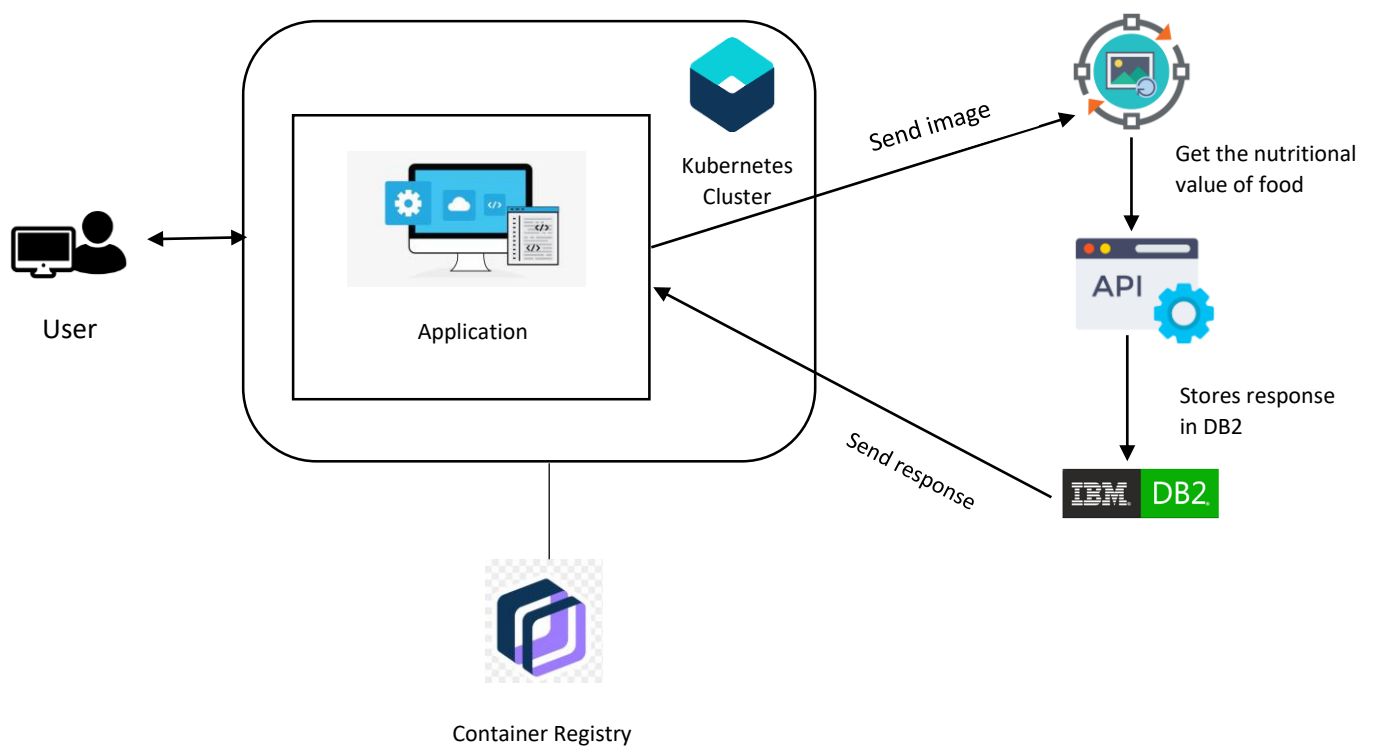 Send image
Kubernetes
Cluster
Get the nutritional
value of food
</>
</>
</>
API
User
Application
Stores response
in DB2
Send response
IBM. DB2.
Container Registry